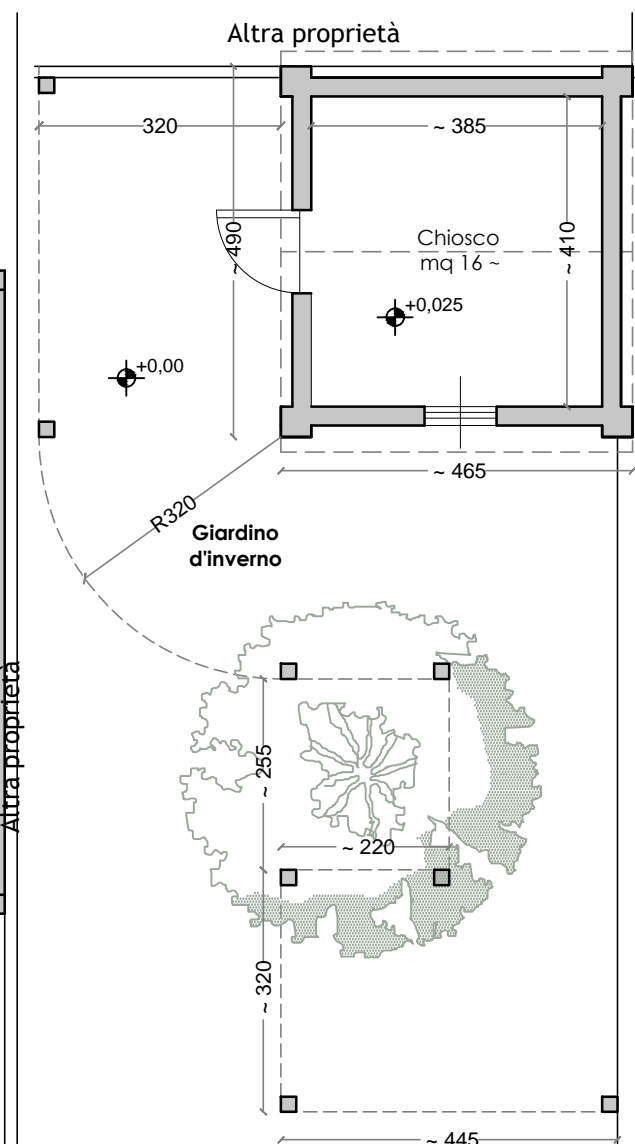 Altra proprietà
320
~ 385
~ 490
Chiosco
mq 16 ~
~ 410
+0,025
+0,00
~ 465
R320
Giardino
d'inverno
Altra proprietà
~ 255
~ 220
~ 320
~ 445